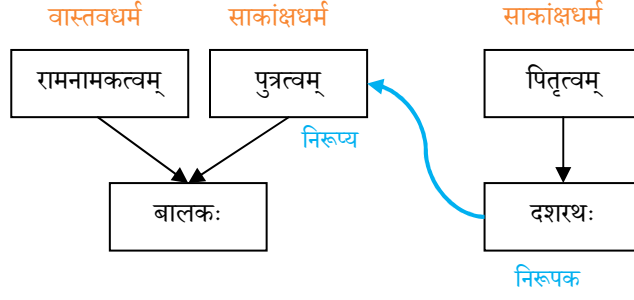 वास्तवधर्म
साकांक्षधर्म
साकांक्षधर्म
रामनामकत्वम्
पुत्रत्वम्
पितृत्वम्
निरूप्य
बालकः
दशरथः
निरूपक